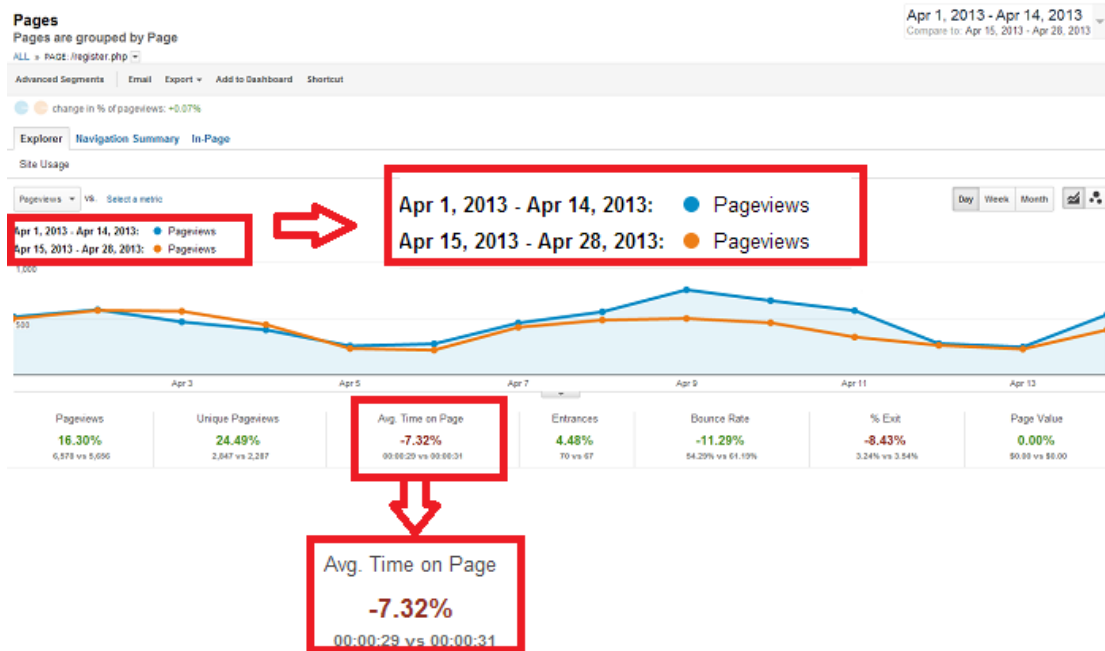 Pages
Apr 1, 2013 - Apr 14, 2013
Pages are grouped by Page
Compare to: Apr 15, 2013 - Apr 28, 2013
ALL » PAGE: /register.php
Advanced Segments Email Export Add to Dashboard Shortcut
change in % of pageviews: +0.07%
Explorer Navigation Summary In-Page
Site Usage
Pageviews VS. Select a metric
Day Week Month
Apr 1, 2013 - Apr 14, 2013: Pageviews
Apr 15, 2013 - Apr 28, 2013: Pageviews
Apr 1, 2013 - Apr 14, 2013: Pageviews
Apr 15, 2013 - Apr 28, 2013: Pageviews
1,000
500
Apr 3 Apr 5 Apr 7 Apr 9 Apr 11 Apr 13
Pageviews Unique Pageviews Avg. Time on Page Entrances Bounce Rate % Exit Page Value
16.30% 24.49% -7.32% 4.48% -11.29% -8.43% 0.00%
6,578 vs 5,656 2,847 vs 2,287 00:00:29 vs 00:00:31 70 vs 67 54.29% vs 61.19% 3.24% vs 3.54% $0.00 vs $0.00
Avg. Time on Page
-7.32%
00:00:29 vs 00:00:31